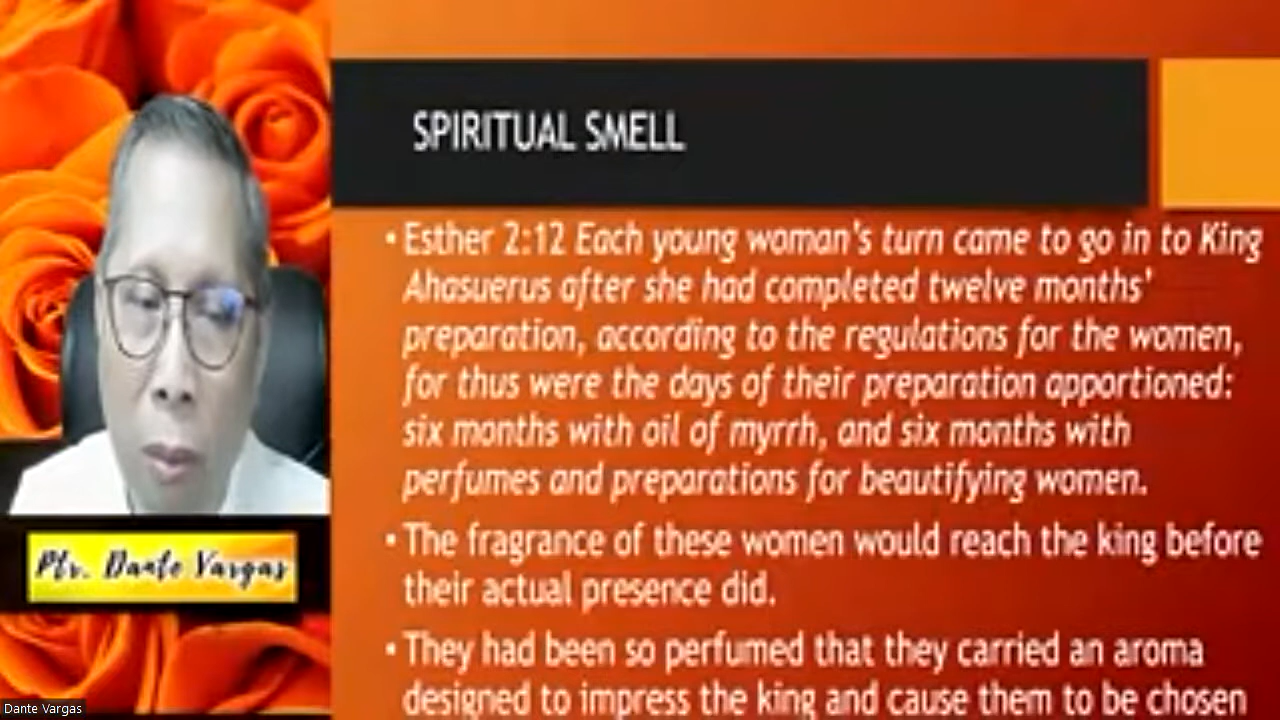 SPIRITUAL SMELL
• Esther 2:12 Each young woman's turn came to go in to King
Ahasuerus after she had completed twelve months'
preparation, according to the regulations for the women,
for thus were the days of their preparation apportioned:
six months with oil of myrrh, and six months with
perfumes and preparations for beautifying women.
• The fragrance of these women would reach the king before
their actual presence did.
• They had been so perfumed that they carried an aroma
designed to impress the king and cause them to be chosen
Ptr. Dante Vargas
Dante Vargas